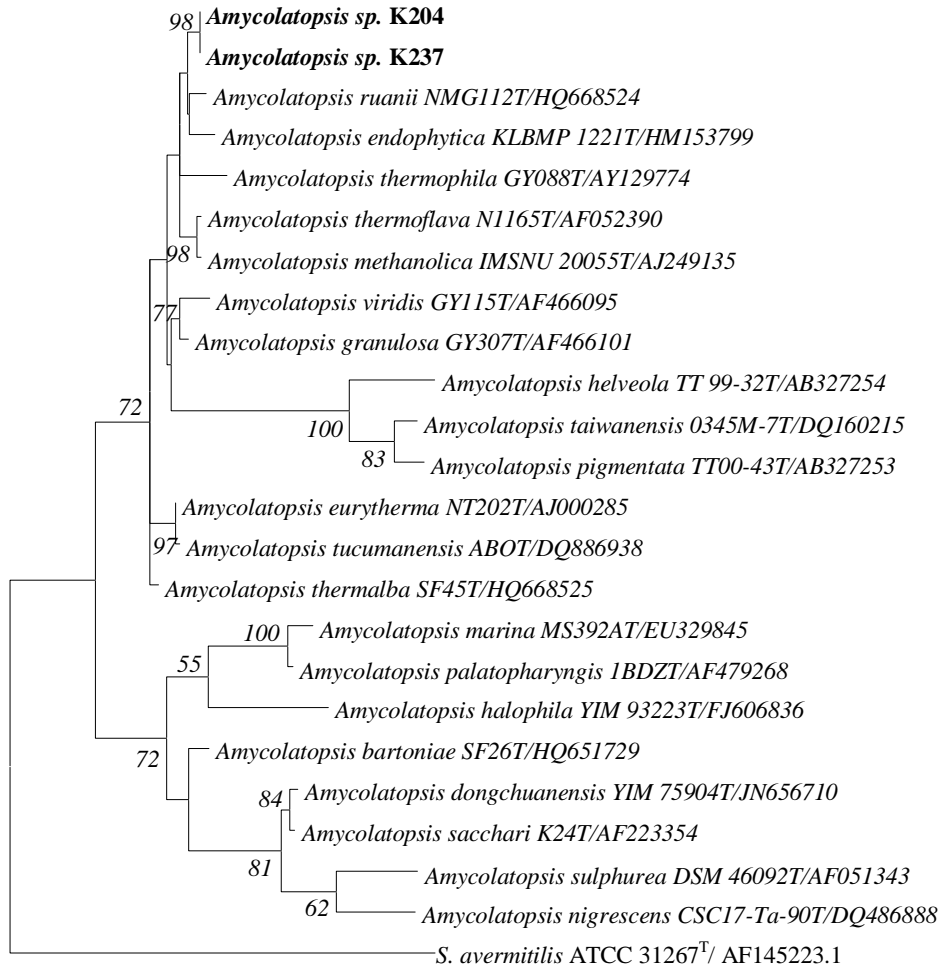 98
Amycolatopsis sp. K204
Amycolatopsis sp. K237
Amycolatopsis ruanii NMG112T/HQ668524
Amycolatopsis endophytica KLBMP 1221T/HM153799
Amycolatopsis thermophila GY088T/AY129774
Amycolatopsis thermoflava N1165T/AF052390
98
Amycolatopsis methanolica IMSNU 20055T/AJ249135
Amycolatopsis viridis GY115T/AF466095
77
Amycolatopsis granulosa GY307T/AF466101
Amycolatopsis helveola TT 99-32T/AB327254
72
100
Amycolatopsis taiwanensis 0345M-7T/DQ160215
83
Amycolatopsis pigmentata TT00-43T/AB327253
Amycolatopsis eurytherma NT202T/AJ000285
97
Amycolatopsis tucumanensis ABOT/DQ886938
Amycolatopsis thermalba SF45T/HQ668525
100
Amycolatopsis marina MS392AT/EU329845
55
Amycolatopsis palatopharyngis 1BDZT/AF479268
Amycolatopsis halophila YIM 93223T/FJ606836
72
Amycolatopsis bartoniae SF26T/HQ651729
84
Amycolatopsis dongchuanensis YIM 75904T/JN656710
Amycolatopsis sacchari K24T/AF223354
81
Amycolatopsis sulphurea DSM 46092T/AF051343
62
Amycolatopsis nigrescens CSC17-Ta-90T/DQ486888
S. avermitilis ATCC 31267ᵀ/ AF145223.1